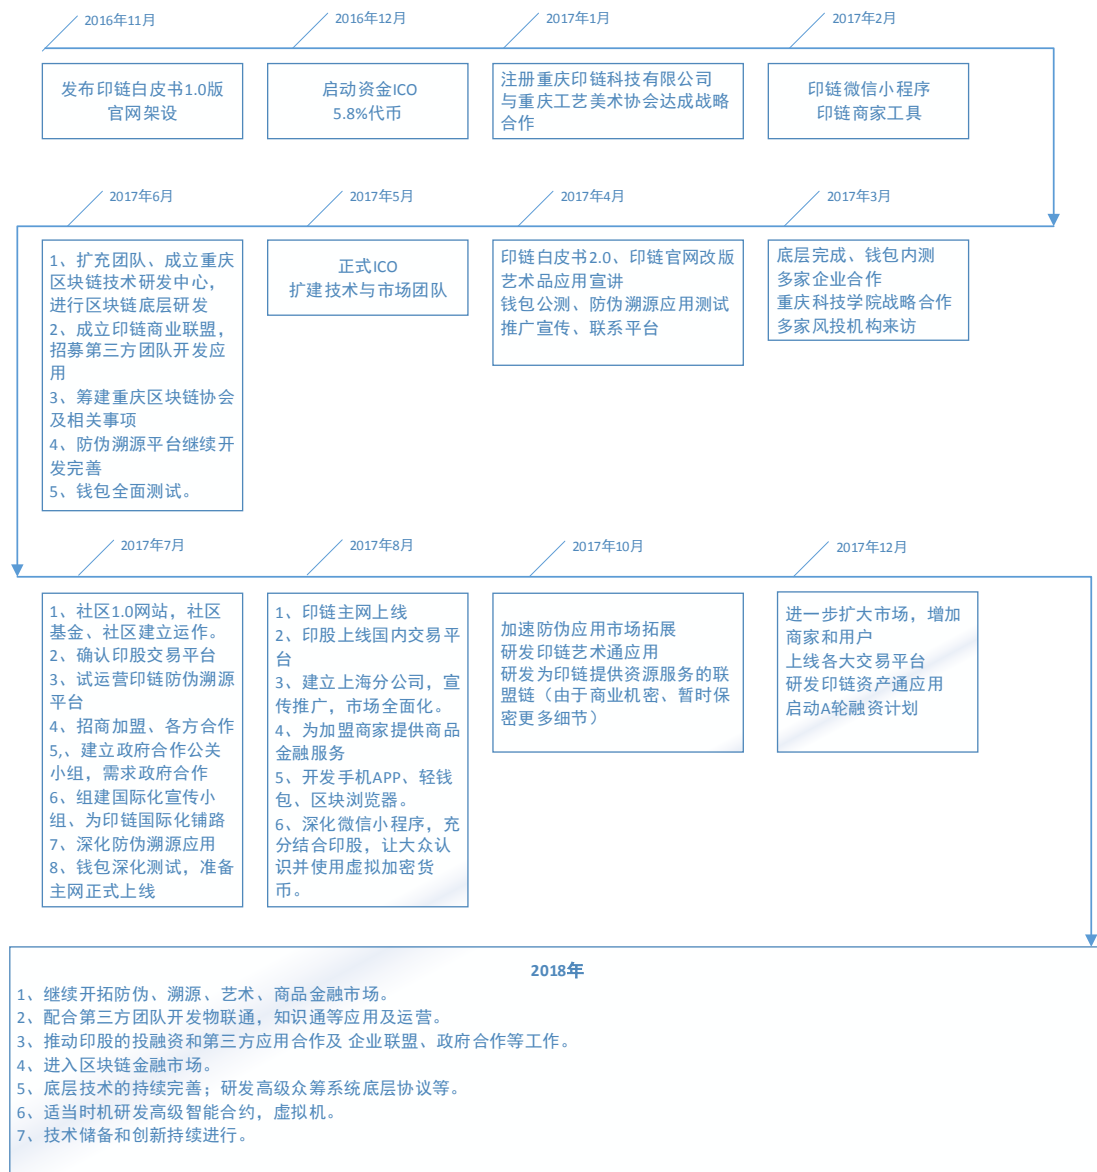 2016年11月
2016年12月
2017年1月
2017年2月
发布印链白皮书1.0版
官网架设
启动资金ICO
5.8%代币
注册重庆印链科技有限公司
与重庆工艺美术协会达成战略
合作
印链微信小程序
印链商家工具
2017年6月
2017年5月
2017年4月
2017年3月
1、扩充团队、成立重庆
区块链技术研发中心，
进行区块链底层研发
2、成立印链商业联盟，
招募第三方团队开发应
用
3、筹建重庆区块链协会
及相关事项
4、防伪溯源平台继续开
发完善
5、钱包全面测试。
正式ICO
扩建技术与市场团队
印链白皮书2.0、印链官网改版
艺术品应用宣讲
钱包公测、防伪溯源应用测试
推广宣传、联系平台
底层完成、钱包内测
多家企业合作
重庆科技学院战略合作
多家风投机构来访
2017年7月
2017年8月
2017年10月
2017年12月
1、社区1.0网站，社区
基金、社区建立运作。
2、确认印股交易平台
3、试运营印链防伪溯源
平台
4、招商加盟、各方合作
5,、建立政府合作公关
小组，需求政府合作
6、组建国际化宣传小
组、为印链国际化铺路
7、深化防伪溯源应用
8、钱包深化测试，准备
主网正式上线
1、印链主网上线
2、印股上线国内交易平
台
3、建立上海分公司，宣
传推广，市场全面化。
4、为加盟商家提供商品
金融服务
5、开发手机APP、轻钱
包、区块浏览器。
6、深化微信小程序，充
分结合印股，让大众认
识并使用虚拟加密货
币。
加速防伪应用市场拓展
研发印链艺术通应用
研发为印链提供资源服务的联
盟链（由于商业机密、暂时保
密更多细节）
进一步扩大市场，增加
商家和用户
上线各大交易平台
研发印链资产通应用
启动A轮融资计划
2018年
1、继续开拓防伪、溯源、艺术、商品金融市场。
2、配合第三方团队开发物联通，知识通等应用及运营。
3、推动印股的投融资和第三方应用合作及 企业联盟、政府合作等工作。
4、进入区块链金融市场。
5、底层技术的持续完善；研发高级众筹系统底层协议等。
6、适当时机研发高级智能合约，虚拟机。
7、技术储备和创新持续进行。